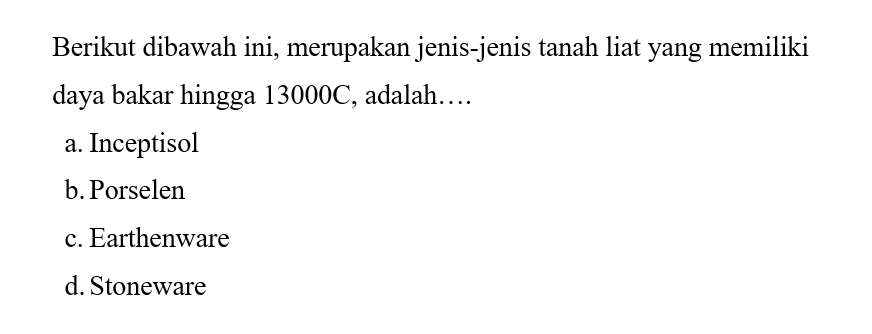 Berikut dibawah ini, merupakan jenis-jenis tanah liat yang memiliki
daya bakar hingga 13000C, adalah….
a. Inceptisol
b. Porselen
c. Earthenware
d. Stoneware